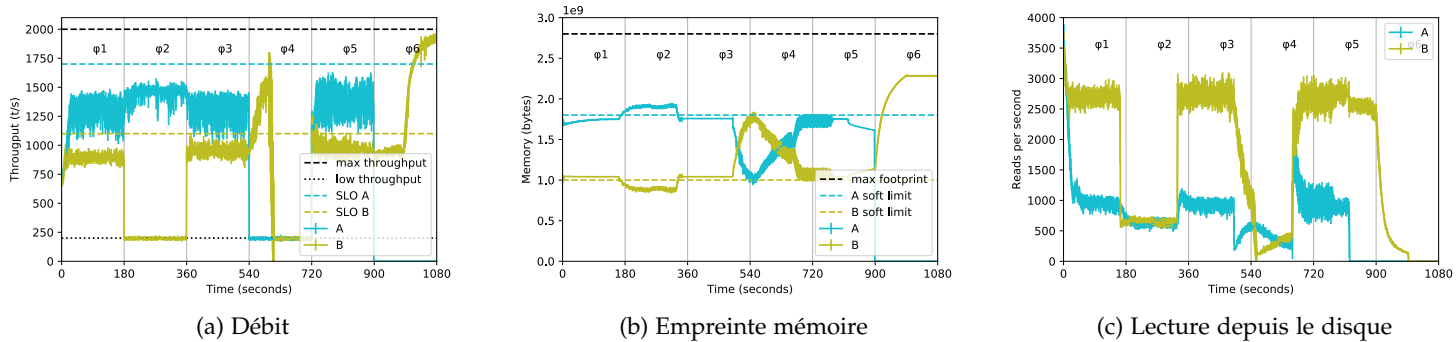 2000
1750
1500
1250
1000
750
500
250
0
Througput (t/s)
φ1
φ2
φ3
φ4
φ5
φ6
max throughput
low throughput
SLO A
SLO B
A
B
0
180
360
540
720
900
1080
Time (seconds)
(a) Débit
1e9
3.0
2.5
2.0
1.5
1.0
0.5
0.0
Memory (bytes)
φ1
φ2
φ3
φ4
φ5
φ6
max footprint
A soft limit
B soft limit
A
B
0
180
360
540
720
900
1080
Time (seconds)
(b) Empreinte mémoire
4000
3500
3000
2500
2000
1500
1000
500
0
Reads per second
φ1
φ2
φ3
φ4
φ5
φ6
A
B
0
180
360
540
720
900
1080
Time (seconds)
(c) Lecture depuis le disque